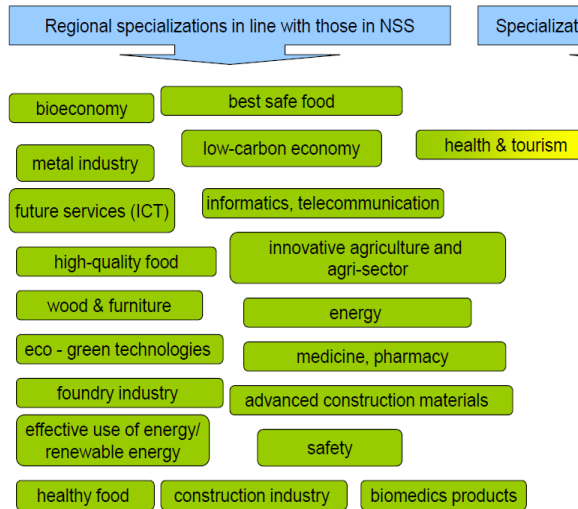 Regional specializations in line with those in NSS
Specializat
bioeconomy
best safe food
metal industry
low-carbon economy
health & tourism
future services (ICT)
informatics, telecommunication
high-quality food
innovative agriculture and
agri-sector
wood & furniture
energy
eco - green technologies
medicine, pharmacy
foundry industry
advanced construction materials
effective use of energy/
renewable energy
safety
healthy food
construction industry
biomedics products